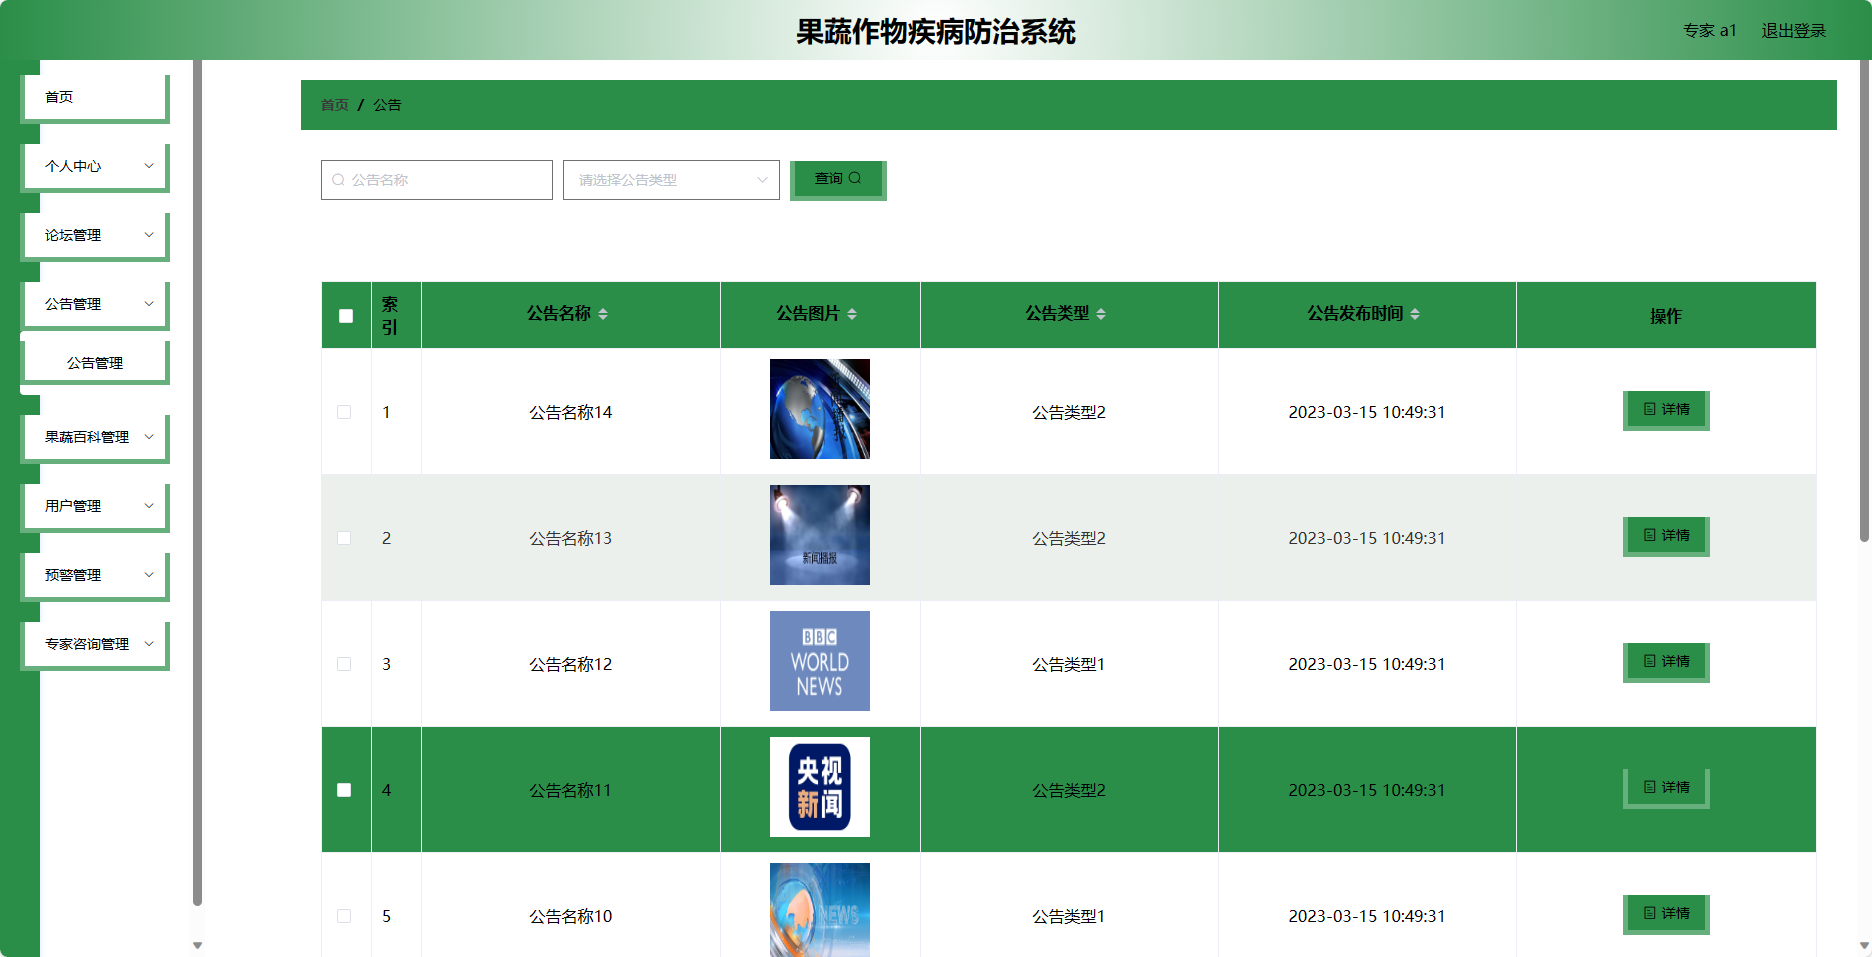 果蔬作物疾病防治系统
专家 a1
退出登录
首页
个人中心
论坛管理
公告管理
公告管理
果蔬百科管理
用户管理
预警管理
专家咨询管理
首页 / 公告
公告名称
请选择公告类型
查询
索引
公告名称
公告图片
公告类型
公告发布时间
操作
1
公告名称14
公告类型2
2023-03-15 10:49:31
详情
2
公告名称13
新闻播报
公告类型2
2023-03-15 10:49:31
详情
3
公告名称12
BBC
WORLD
NEWS
公告类型1
2023-03-15 10:49:31
详情
4
公告名称11
央视
新闻
公告类型2
2023-03-15 10:49:31
详情
5
公告名称10
NEWS
公告类型1
2023-03-15 10:49:31
详情